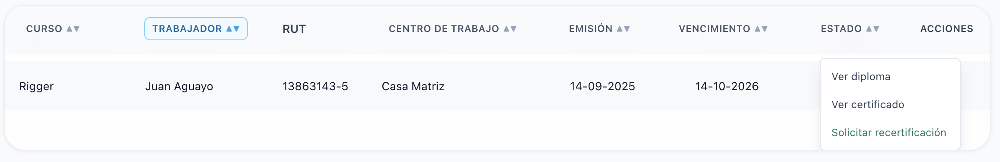 CURSO ▲▼ TRABAJADOR ▲▼ RUT CENTRO DE TRABAJO ▲▼ EMISIÓN ▲▼ VENCIMIENTO ▲▼ ESTADO ▲▼ ACCIONES
Rigger Juan Aguayo 13863143-5 Casa Matriz 14-09-2025 14-10-2026
Ver diploma
Ver certificado
Solicitar recertificación